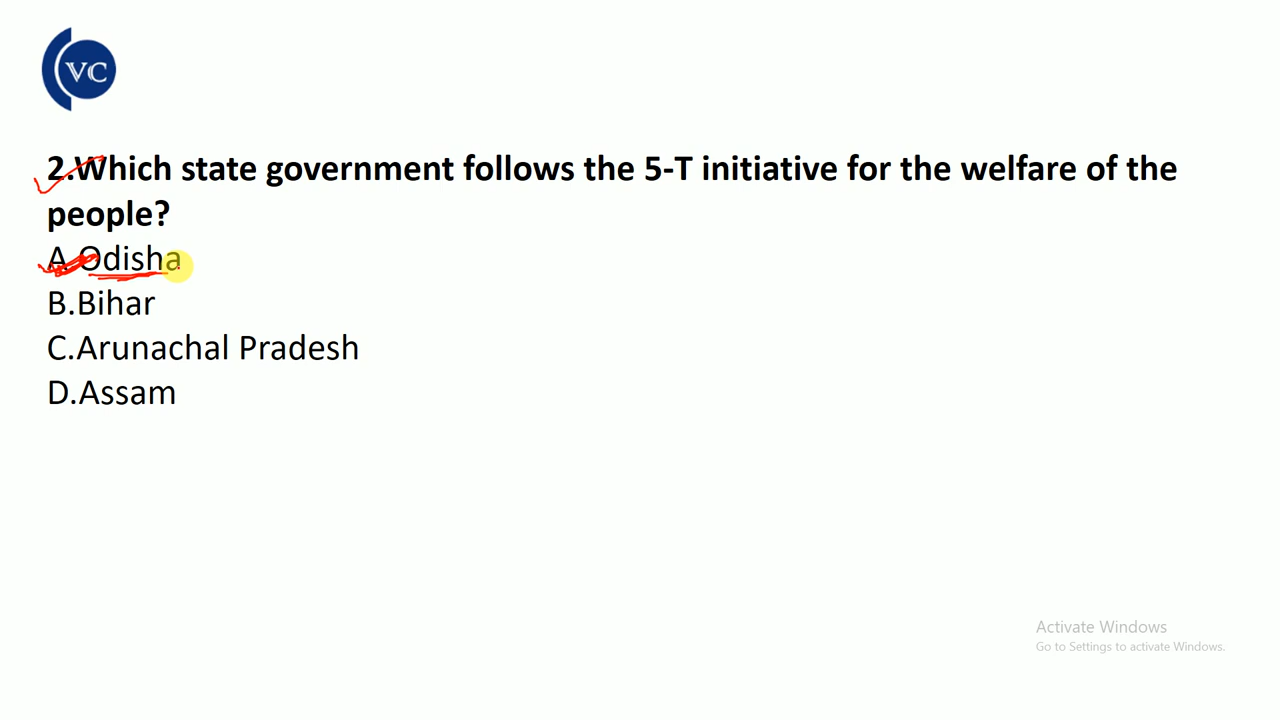 VC
2.Which state government follows the 5-T initiative for the welfare of the
people?
A.Odisha
B.Bihar
C.Arunachal Pradesh
D.Assam
Activate Windows
Go to Settings to activate Windows.